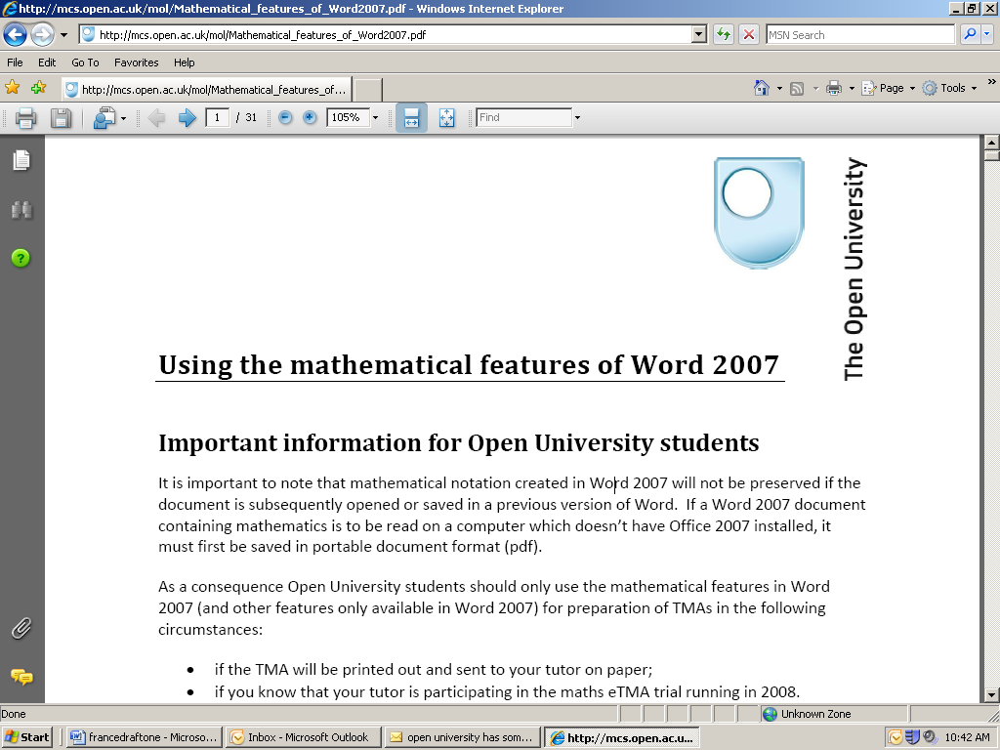 http://mcs.open.ac.uk/mol/Mathematical_features_of_Word2007.pdf - Windows Internet Explorer
http://mcs.open.ac.uk/mol/Mathematical_features_of_Word2007.pdf
MSN Search
File Edit Go To Favorites Help
http://mcs.open.ac.uk/mol/Mathematical_features_of...
Page Tools »
1 / 31 105% Find
The Open University
Using the mathematical features of Word 2007
Important information for Open University students
It is important to note that mathematical notation created in Word 2007 will not be preserved if the
document is subsequently opened or saved in a previous version of Word. If a Word 2007 document
containing mathematics is to be read on a computer which doesn't have Office 2007 installed, it
must first be saved in portable document format (pdf).
As a consequence Open University students should only use the mathematical features in Word
2007 (and other features only available in Word 2007) for preparation of TMAs in the following
circumstances:
• if the TMA will be printed out and sent to your tutor on paper;
• if you know that your tutor is participating in the maths eTMA trial running in 2008.
Done Unknown Zone
Start francedraftone - Microso... Inbox - Microsoft Outlook open university has som... http://mcs.open.ac.u... 10:42 AM